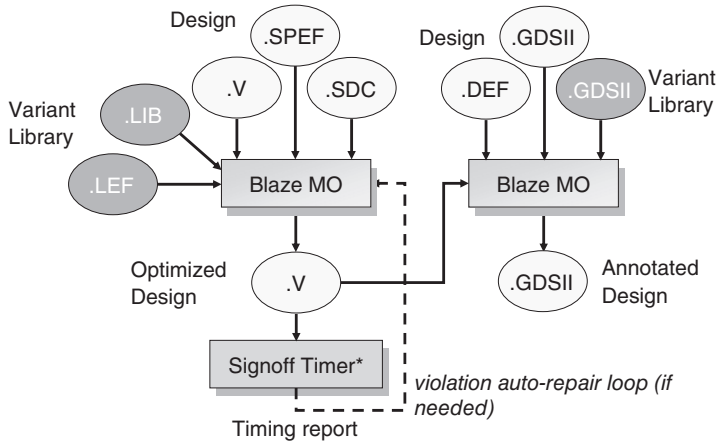 Design
.SPEF
.V
.SDC
Variant
Library
.LIB
.LEF
Blaze MO
Optimized
Design
.V
Signoff Timer*
Timing report
violation auto-repair loop (if
needed)
Design
.GDSII
.DEF
.GDSII
Variant
Library
Blaze MO
.GDSII
Annotated
Design